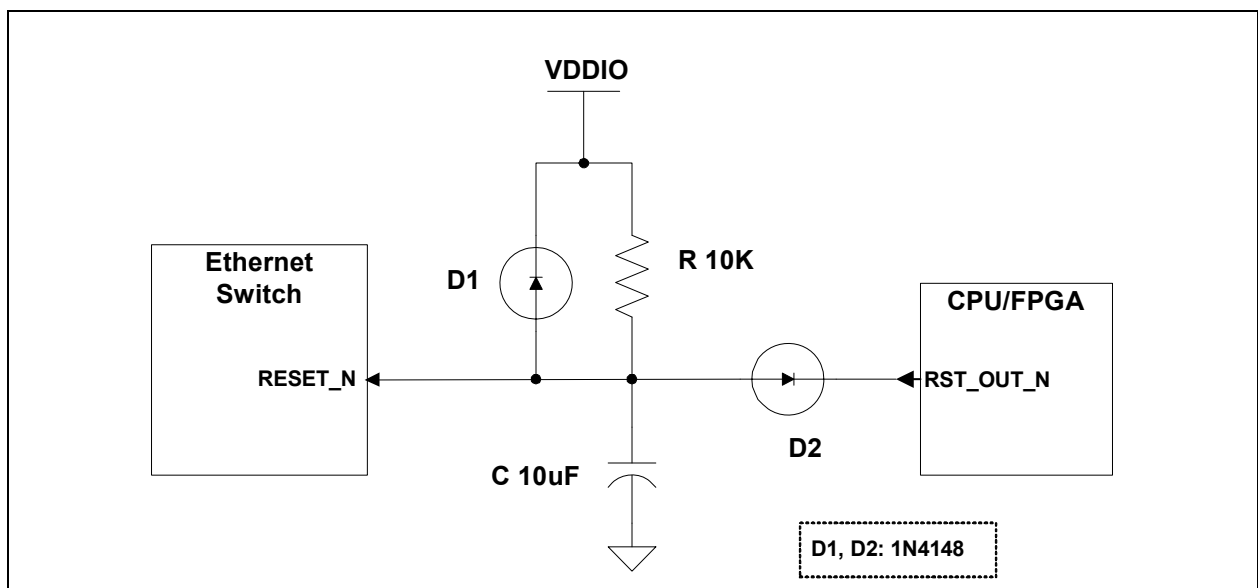 VDDIO
Ethernet
Switch
D1
R 10K
CPU/FPGA
RESET_N
RST_OUT_N
D2
C 10uF
D1, D2: 1N4148